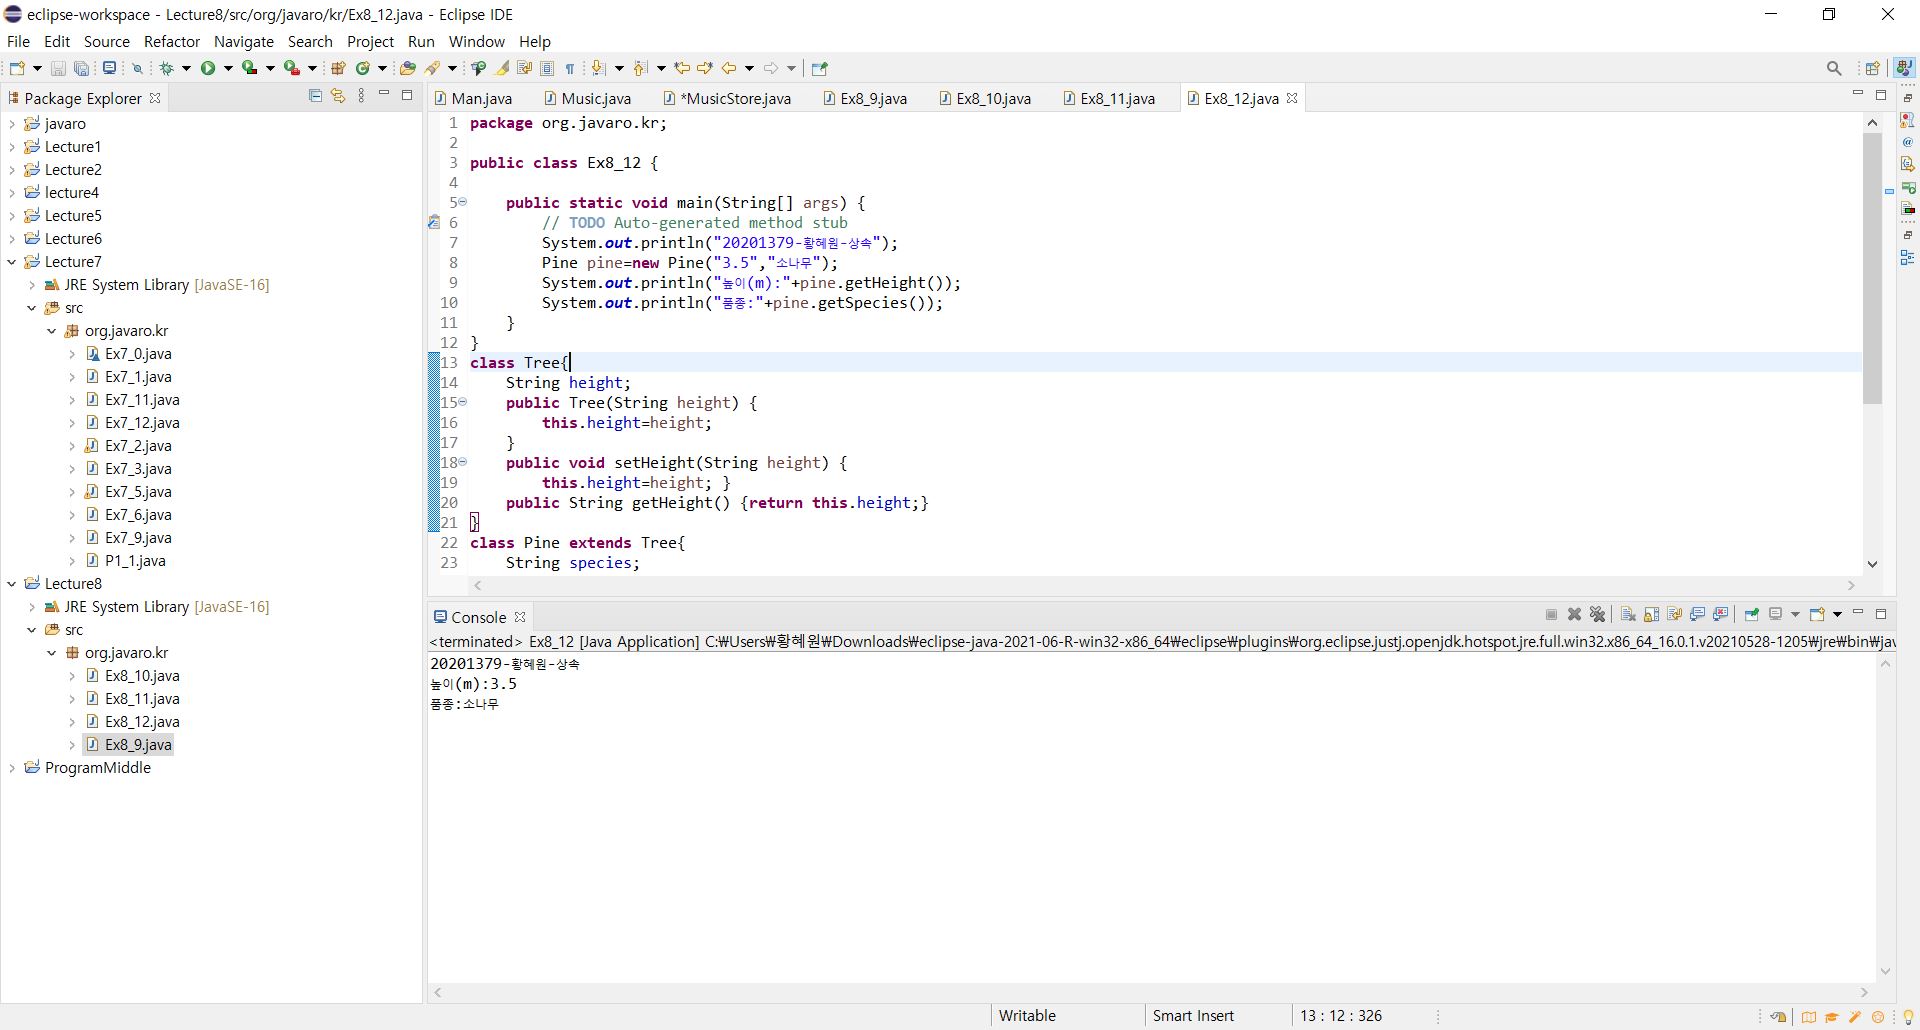 eclipse-workspace - Lecture8/src/org/javaro/kr/Ex8_12.java - Eclipse IDE
File Edit Source Refactor Navigate Search Project Run Window Help
Package Explorer
javaro
Lecture1
Lecture2
lecture4
Lecture5
Lecture6
Lecture7
JRE System Library [JavaSE-16]
src
org.javaro.kr
Ex7_0.java
Ex7_1.java
Ex7_11.java
Ex7_12.java
Ex7_2.java
Ex7_3.java
Ex7_5.java
Ex7_6.java
Ex7_9.java
P1_1.java
Lecture8
JRE System Library [JavaSE-16]
src
org.javaro.kr
Ex8_10.java
Ex8_11.java
Ex8_12.java
Ex8_9.java
ProgramMiddle
Man.java Music.java *MusicStore.java Ex8_9.java Ex8_10.java Ex8_11.java Ex8_12.java
1 package org.javaro.kr;
2
3 public class Ex8_12 {
4
5 public static void main(String[] args) {
6 // TODO Auto-generated method stub
7 System.out.println("20201379-황혜원-상속");
8 Pine pine=new Pine("3.5","소나무");
9 System.out.println("높이(m):"+pine.getHeight());
10 System.out.println("품종:"+pine.getSpecies());
11 }
12 }
13 class Tree{
14 String height;
15 public Tree(String height) {
16 this.height=height;
17 }
18 public void setHeight(String height) {
19 this.height=height; }
20 public String getHeight() {return this.height;}
21 }
22 class Pine extends Tree{
23 String species;
Console
<terminated> Ex8_12 [Java Application] C:₩Users₩황혜원₩Downloads₩eclipse-java-2021-06-R-win32-x86_64₩eclipse₩plugins₩org.eclipse.justj.openjdk.hotspot.jre.full.win32.x86_64_16.0.1.v20210528-1205₩jre₩bin₩jav
20201379-황혜원-상속
높이(m):3.5
품종:소나무
Writable Smart Insert 13 : 12 : 326